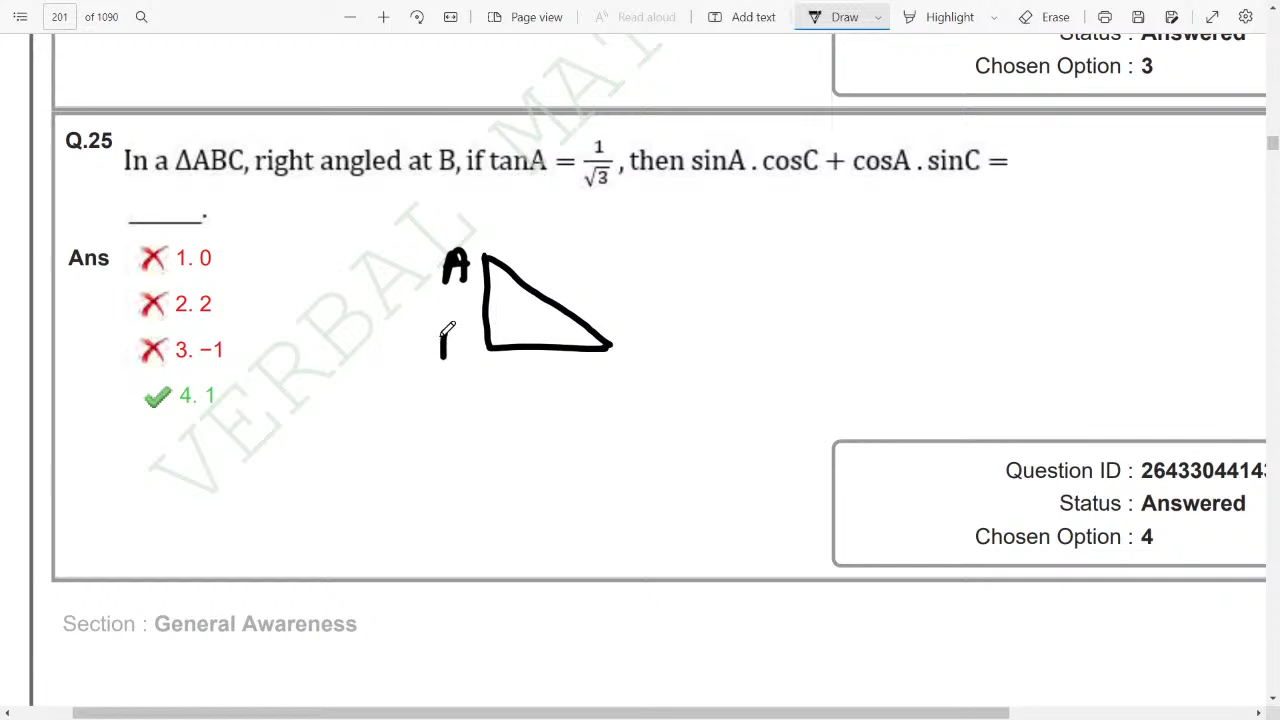 201 of 1090 Page view Read aloud Add text Draw Highlight Erase
Status : Answered
Chosen Option : 3
Q.25
In a ΔABC, right angled at B, if tanA = 1/√3, then sinA . cosC + cosA . sinC =
______.
Ans 1. 0
2. 2
3. −1
4. 1
A
VERBAL MAT
Question ID : 26433044143
Status : Answered
Chosen Option : 4
Section : General Awareness